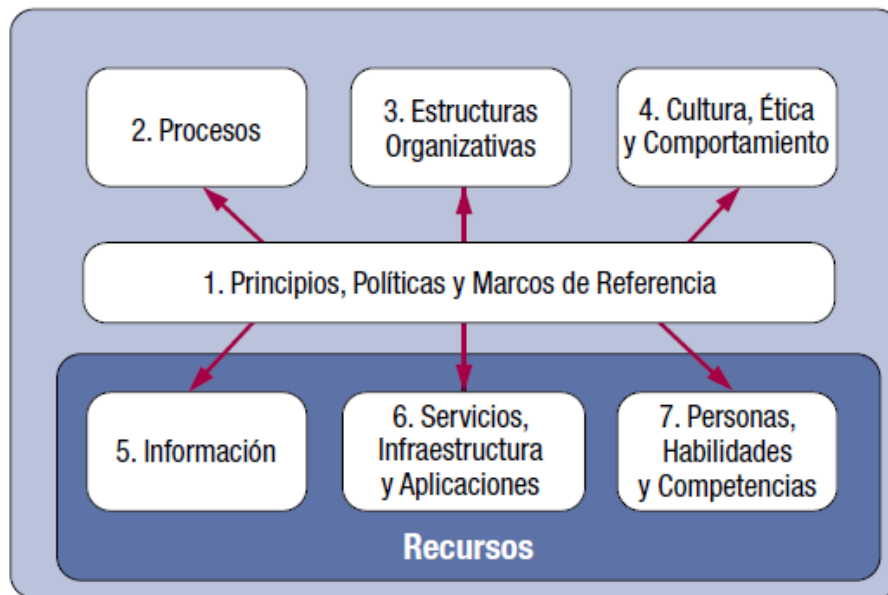 2. Procesos
3. Estructuras
Organizativas
4. Cultura, Ética
y Comportamiento
1. Principios, Políticas y Marcos de Referencia
5. Información
6. Servicios,
Infraestructura
y Aplicaciones
7. Personas,
Habilidades
y Competencias
Recursos